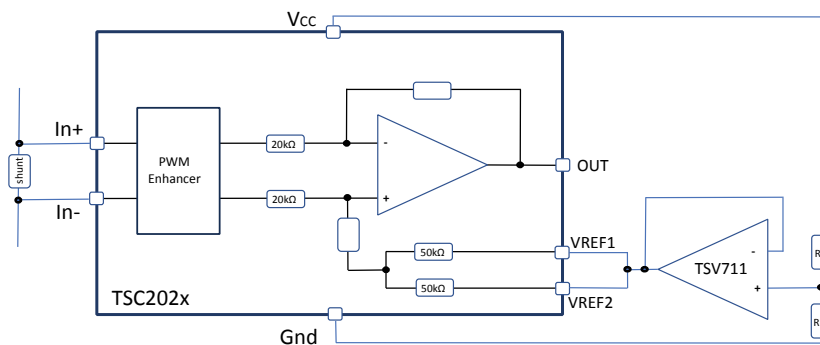 Vcc
In+
shunt
In-
PWM
Enhancer
20kΩ
20kΩ
-
+
OUT
50kΩ
50kΩ
VREF1
VREF2
TSV711
-
+
R
R
TSC202x
Gnd